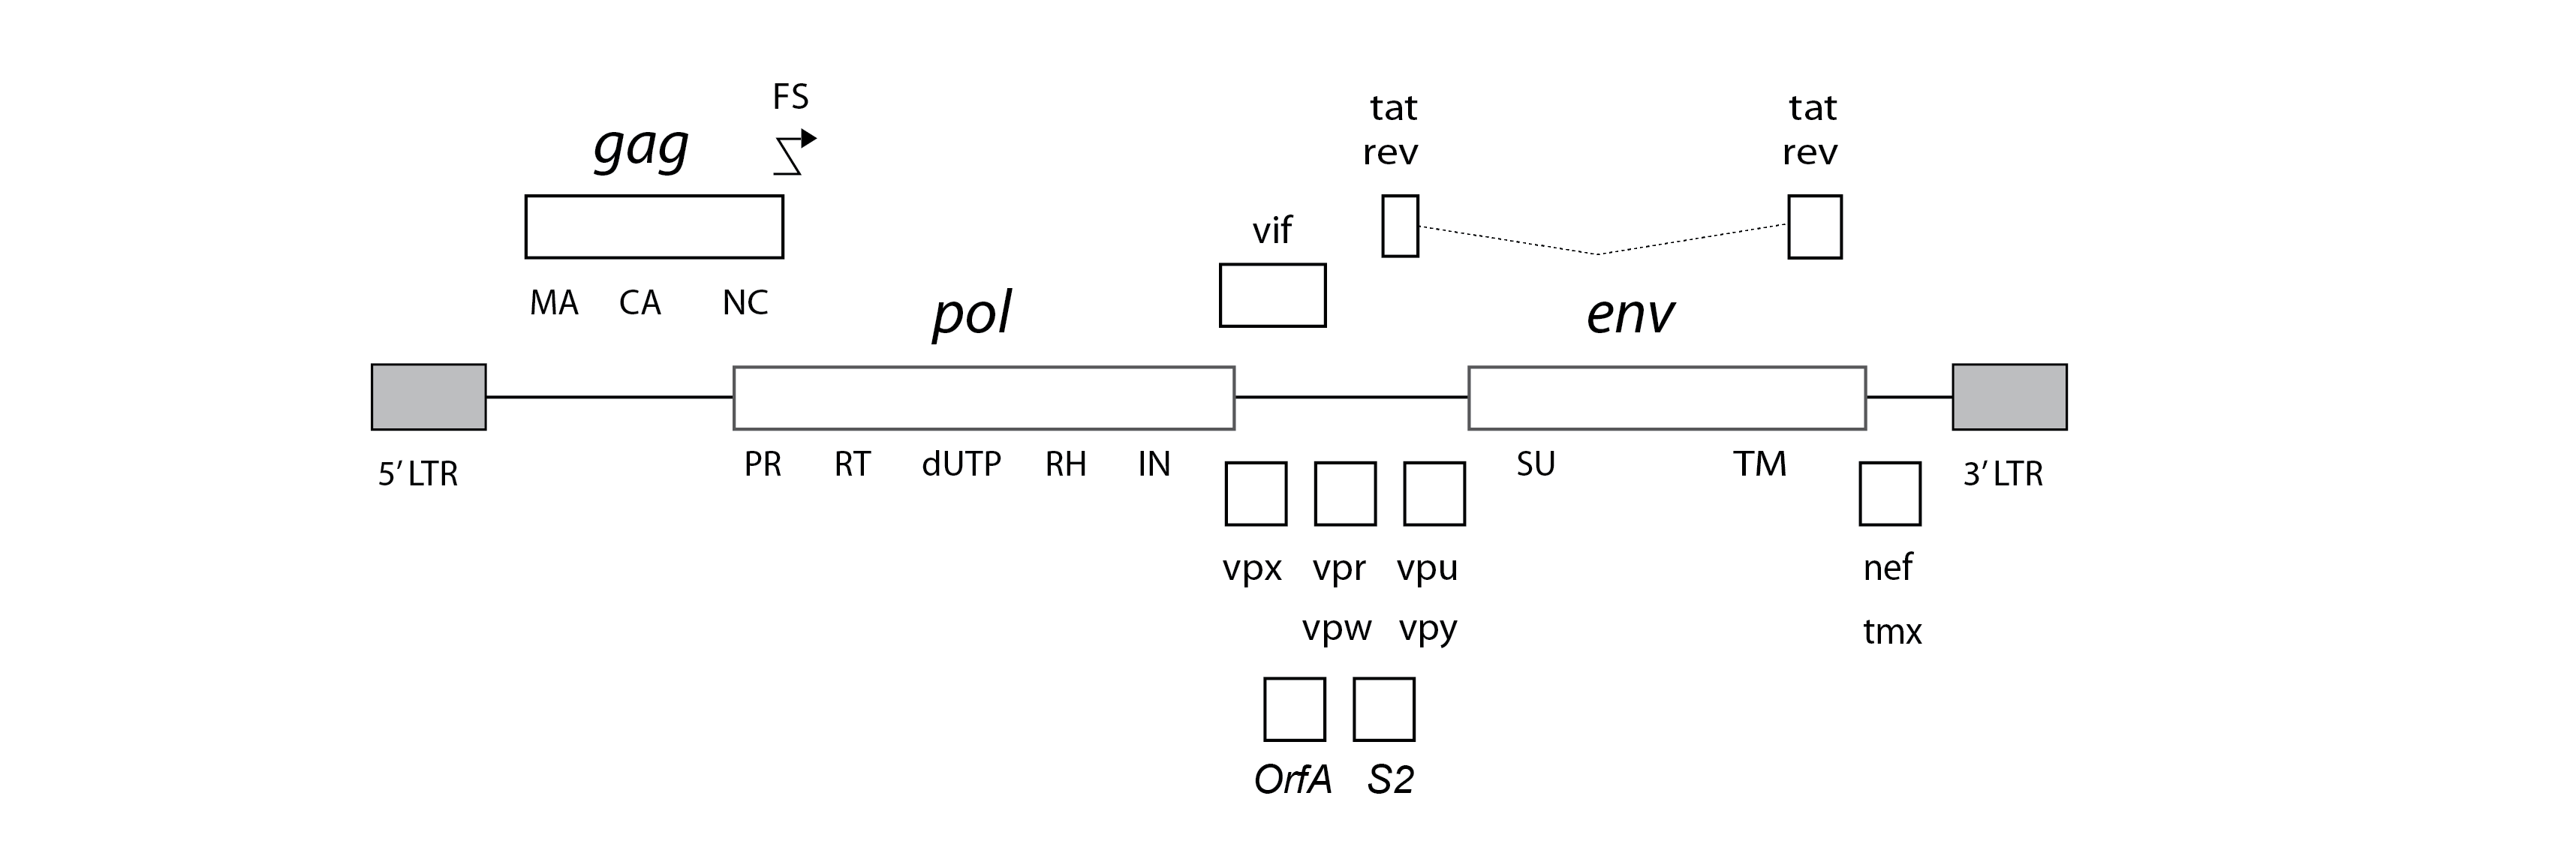 FS
tat
tat
gag
rev
rev
vif
MA CA NC
pol
env
5' LTR
PR RT dUTP RH IN
SU TM
3' LTR
vpx vpr vpu
nef
vpw vpy
tmx
OrfA S2